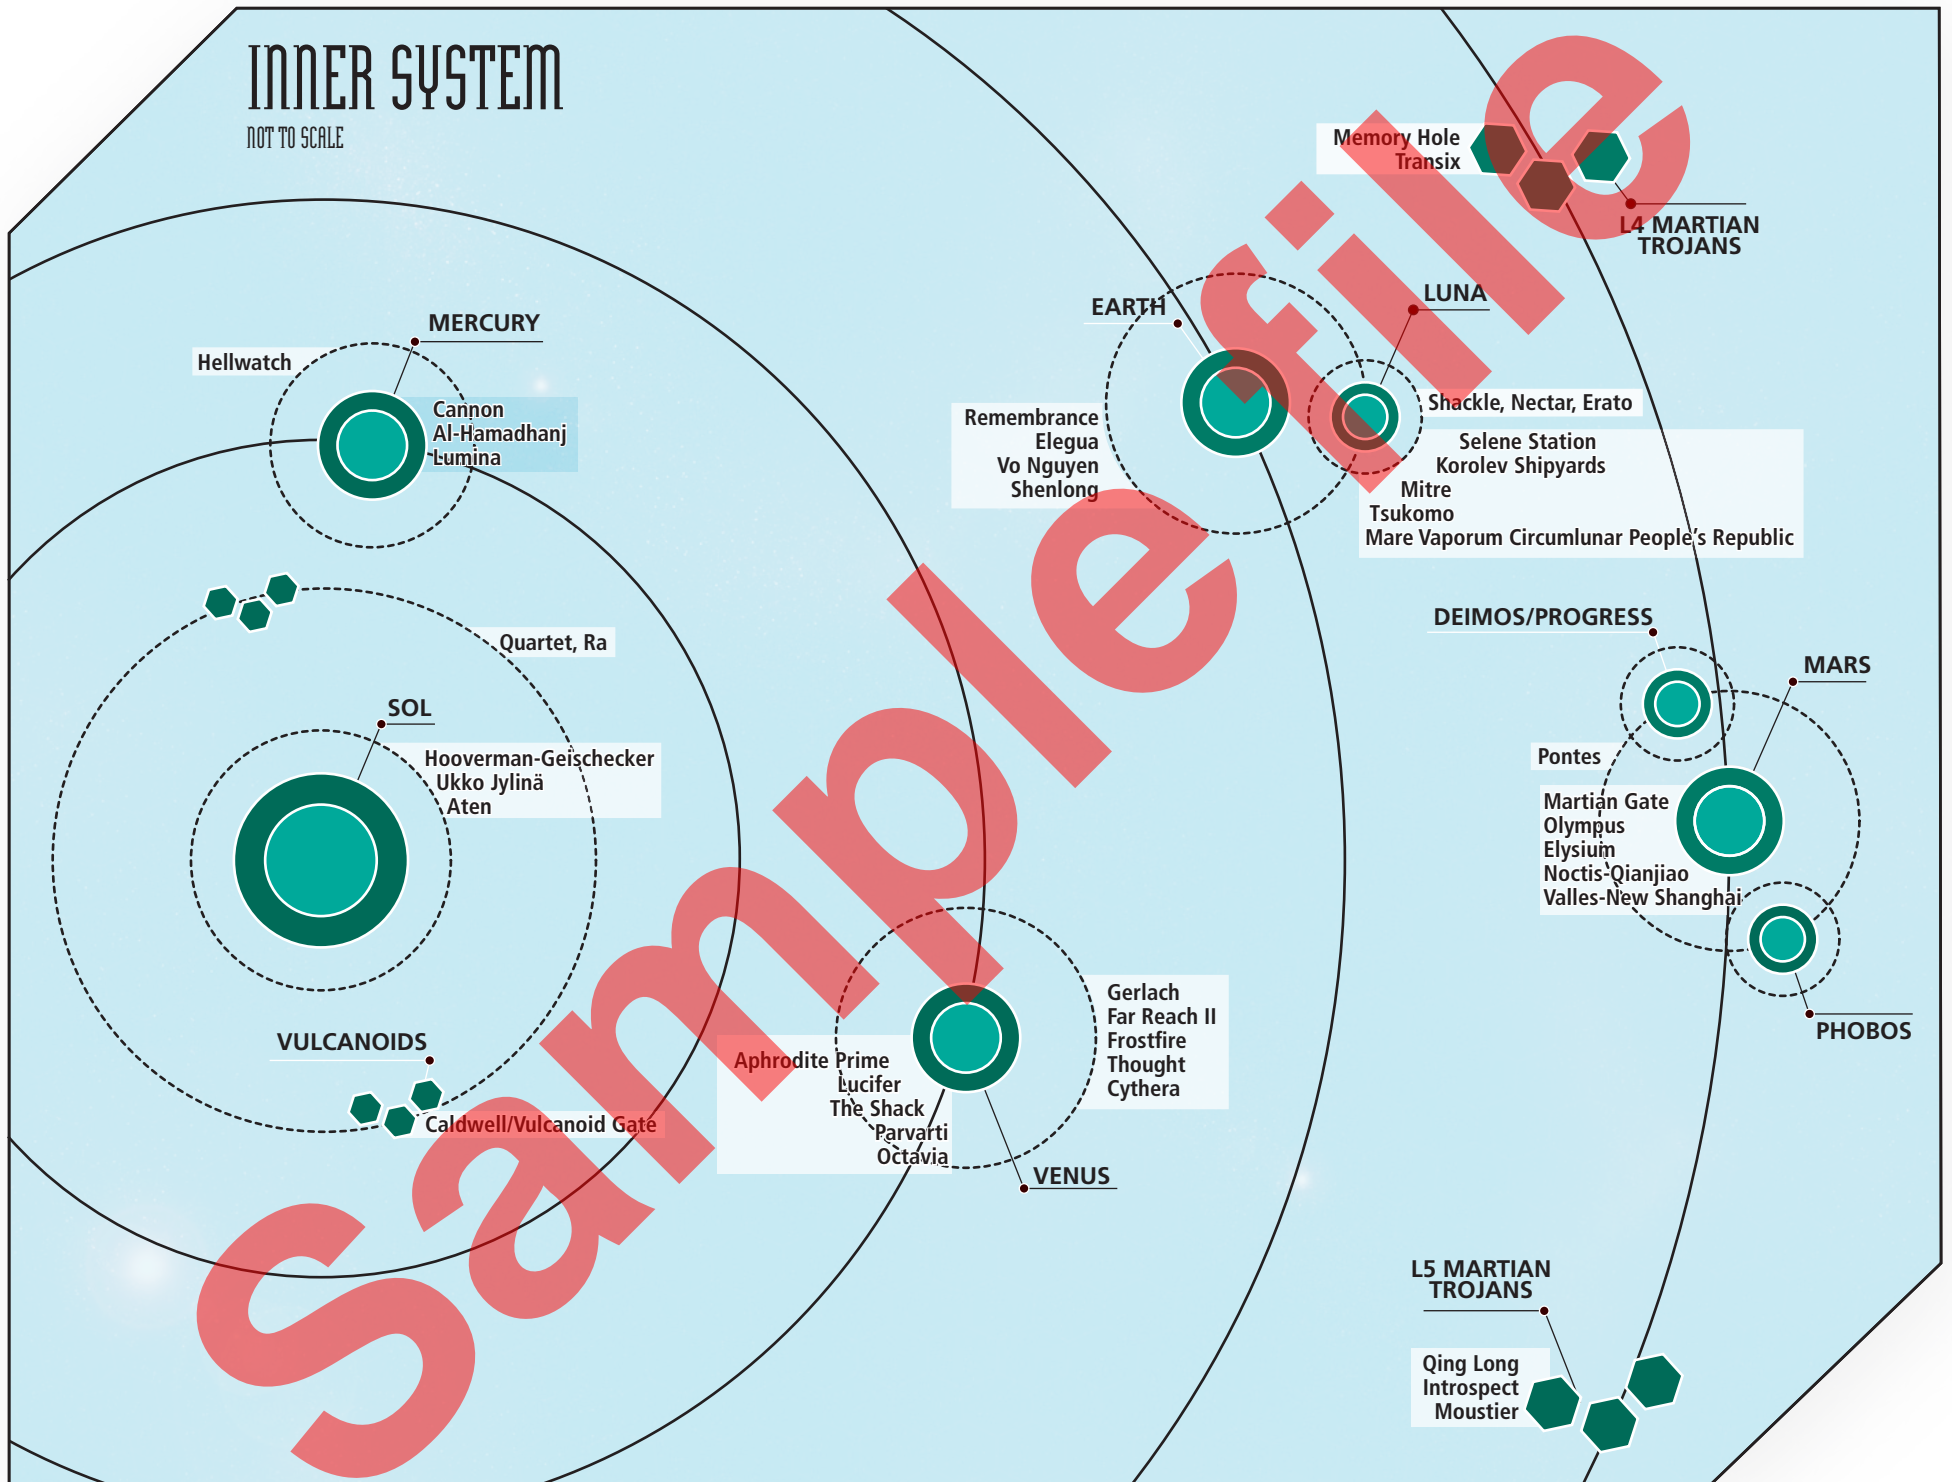 INNER SYSTEM
NOT TO SCALE
Memory Hole
Transix
L4 MARTIAN
TROJANS
LUNA
EARTH
MERCURY
Hellwatch
Cannon
Al-Hamadhanj
Lumina
Shackle, Nectar, Erato
Remembrance
Elegua
Vo Nguyen
Shenlong
Selene Station
Korolev Shipyards
Mitre
Tsukomo
Mare Vaporum Circumlunar People's Republic
DEIMOS/PROGRESS
MARS
Quartet, Ra
SOL
Hooverman-Geischecker
Ukko Jylinä
Aten
Pontes
Martian Gate
Olympus
Elysium
Noctis-Qianjiao
Valles-New Shanghai
PHOBOS
VULCANOIDS
Caldwell/Vulcanoid Gate
Gerlach
Far Reach II
Frostfire
Thought
Cythera
Aphrodite Prime
Lucifer
The Shack
Parvarti
Octavia
VENUS
L5 MARTIAN
TROJANS
Qing Long
Introspect
Moustier
Sample file